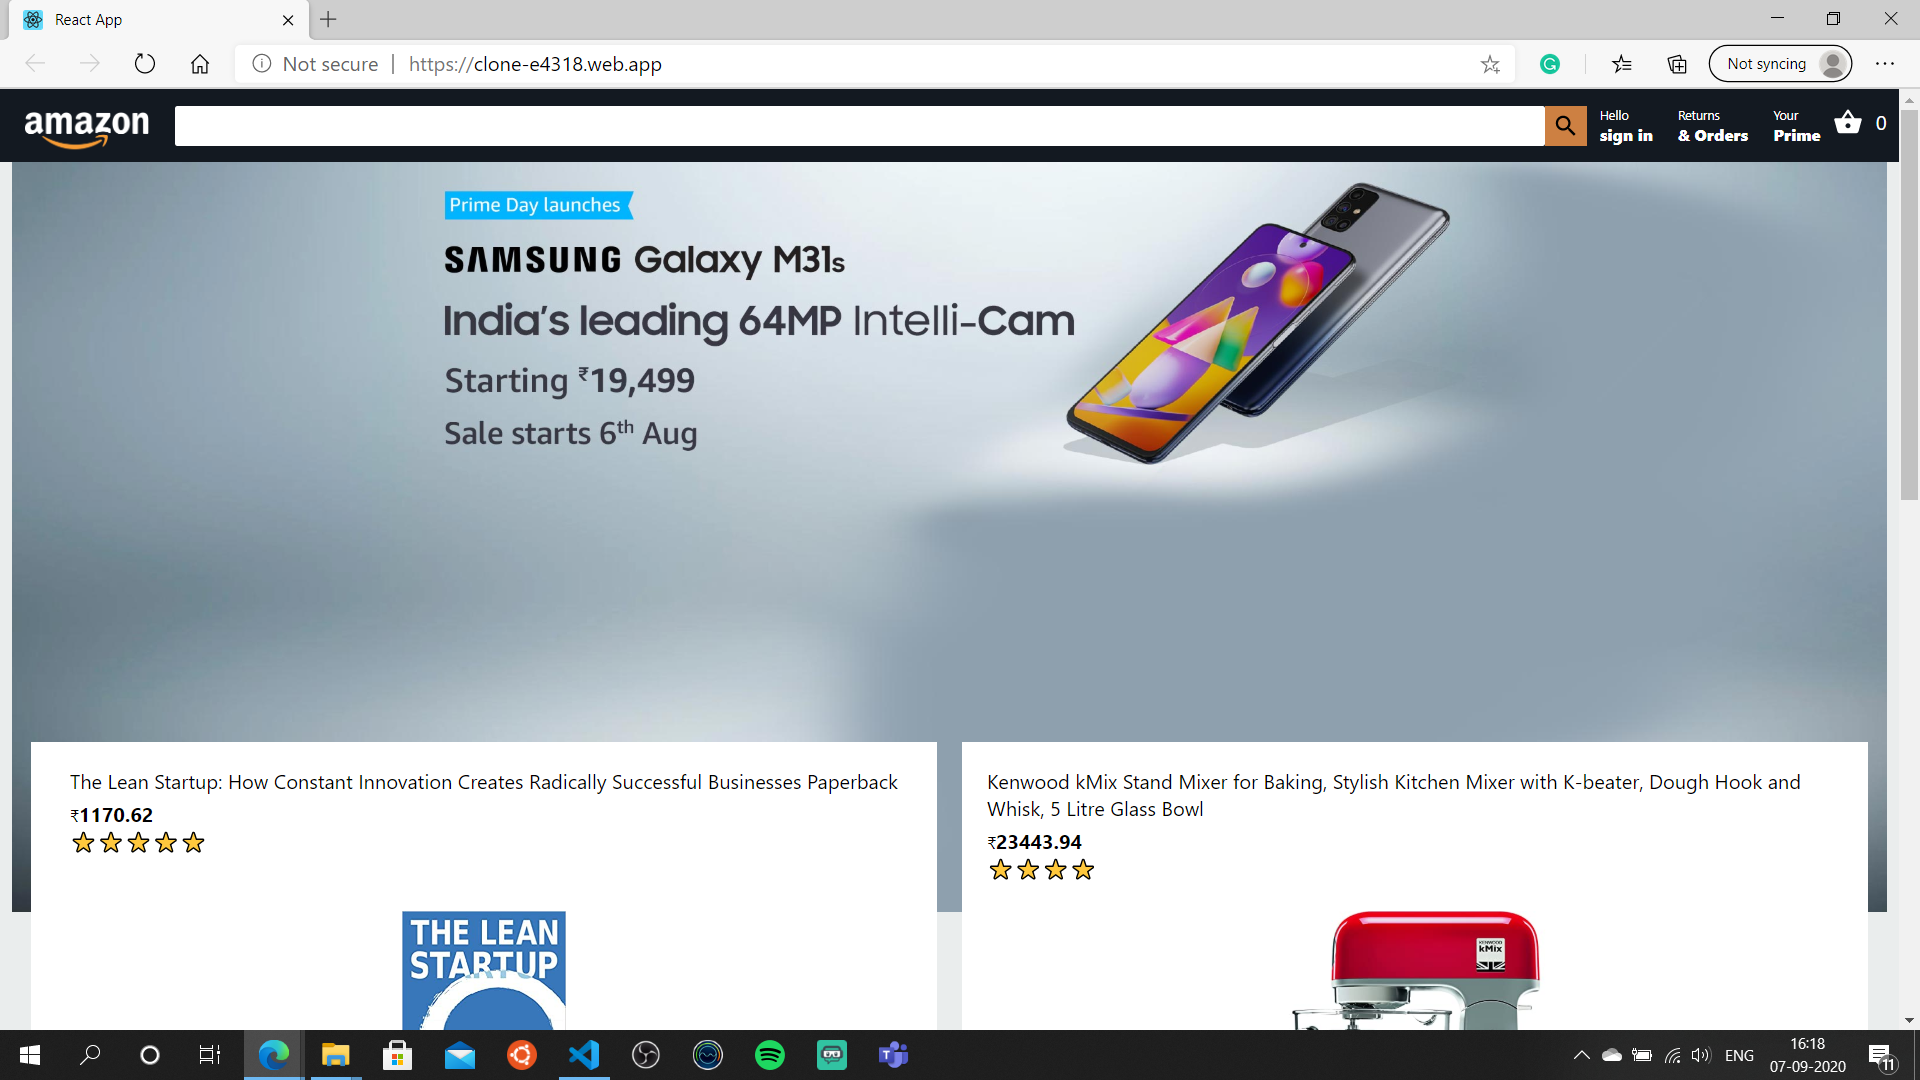 React App
Not secure | https://clone-e4318.web.app
Not syncing
amazon
Hello
sign in
Returns
& Orders
Your
Prime
0
Prime Day launches
SAMSUNG Galaxy M31s
India's leading 64MP Intelli-Cam
Starting ₹19,499
Sale starts 6th Aug
The Lean Startup: How Constant Innovation Creates Radically Successful Businesses Paperback
₹1170.62
Kenwood kMix Stand Mixer for Baking, Stylish Kitchen Mixer with K-beater, Dough Hook and
Whisk, 5 Litre Glass Bowl
₹23443.94
THE LEAN
STARTUP
KENWOOD
kMix
ENG
16:18
07-09-2020
11